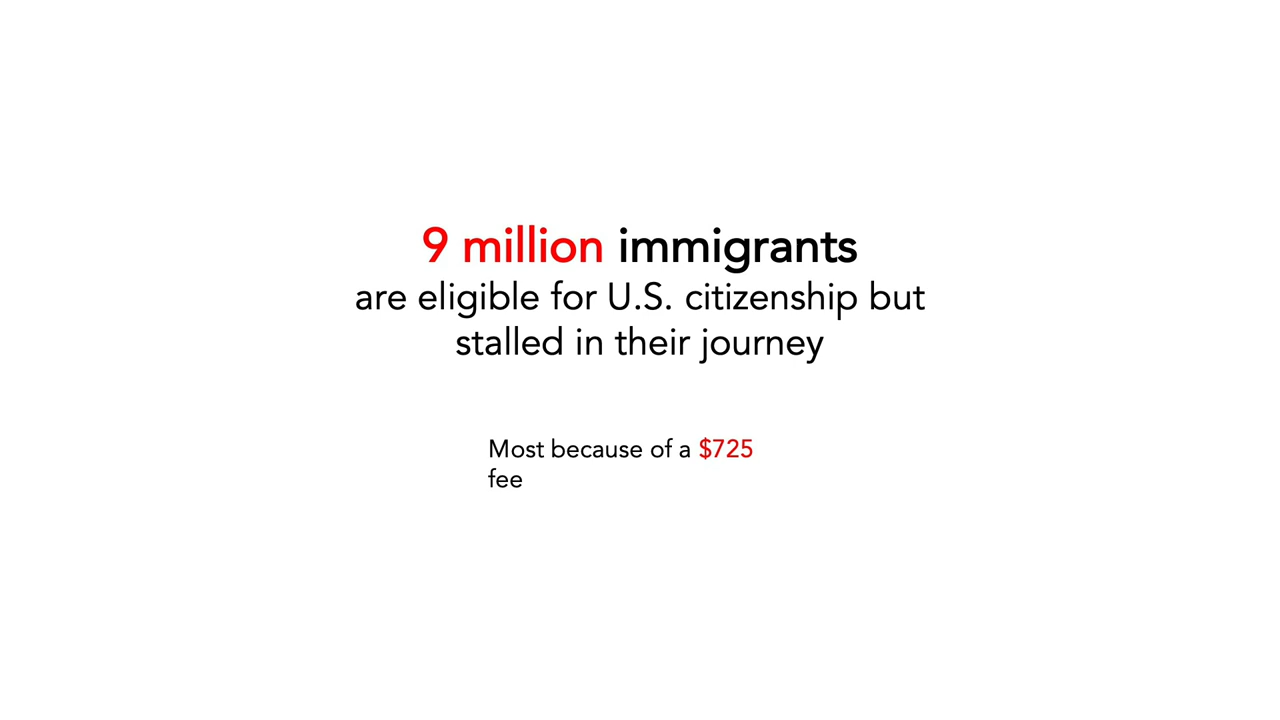 9 million immigrants
are eligible for U.S. citizenship but
stalled in their journey
Most because of a $725
fee